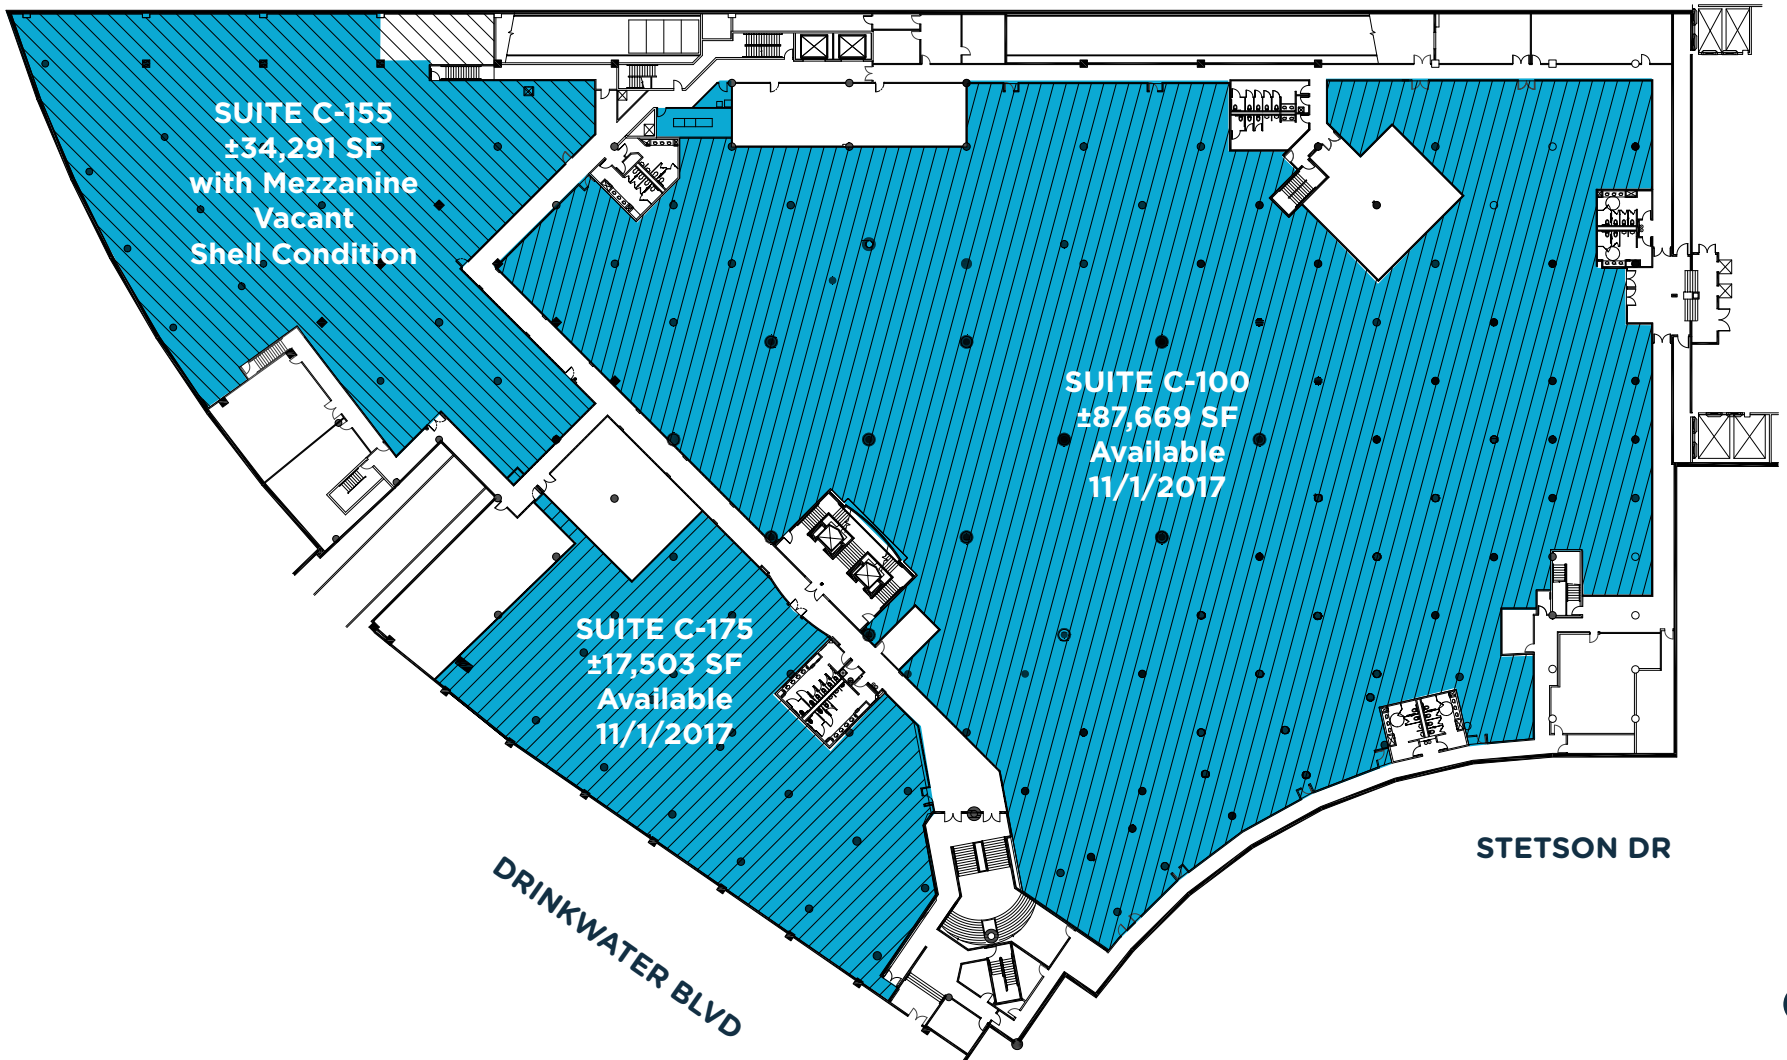 SUITE C-155
±34,291 SF
with Mezzanine
Vacant
Shell Condition
SUITE C-100
±87,669 SF
Available
11/1/2017
SUITE C-175
±17,503 SF
Available
11/1/2017
STETSON DR
DRINKWATER BLVD